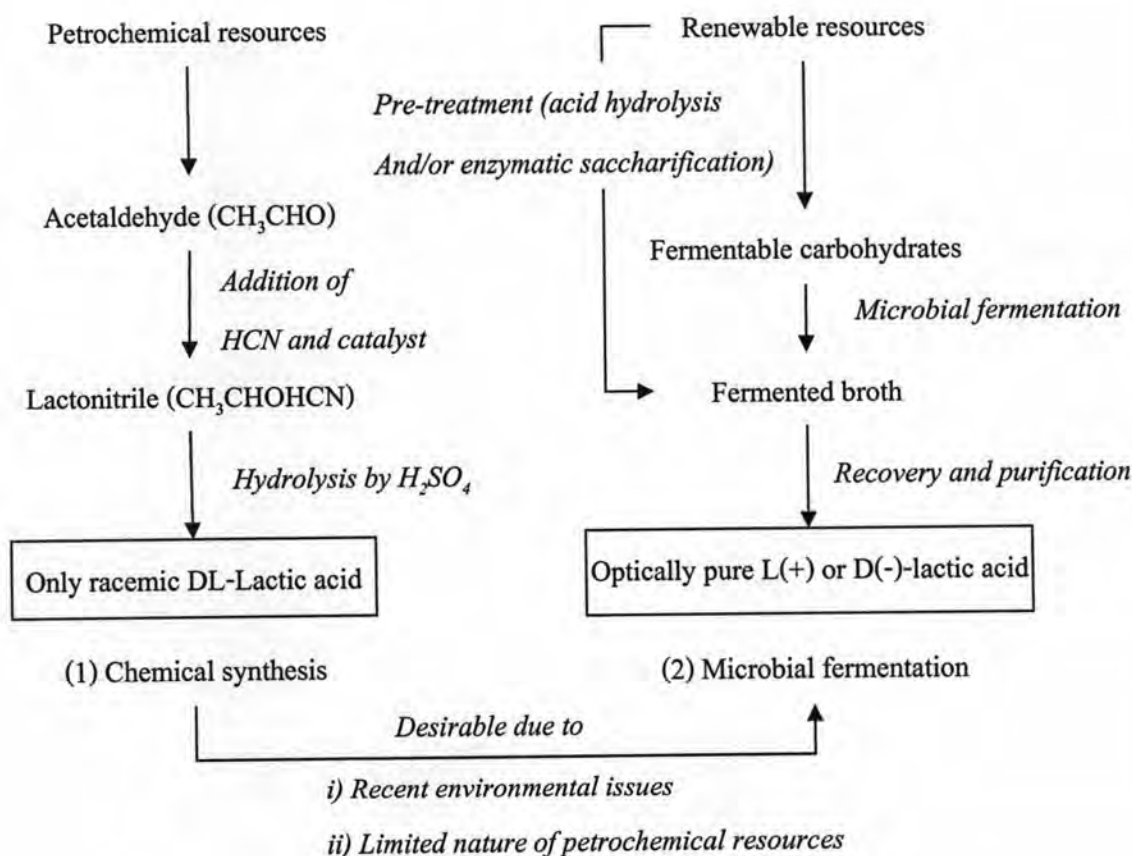 Petrochemical resources
Acetaldehyde (CH₃CHO)
Addition of
HCN and catalyst
Lactonitrile (CH₃CHOHCN)
Hydrolysis by H₂SO₄
Only racemic DL-Lactic acid
(1) Chemical synthesis
Renewable resources
Pre-treatment (acid hydrolysis
And/or enzymatic saccharification)
Fermentable carbohydrates
Microbial fermentation
Fermented broth
Recovery and purification
Optically pure L(+) or D(-)-lactic acid
(2) Microbial fermentation
Desirable due to
i) Recent environmental issues
ii) Limited nature of petrochemical resources